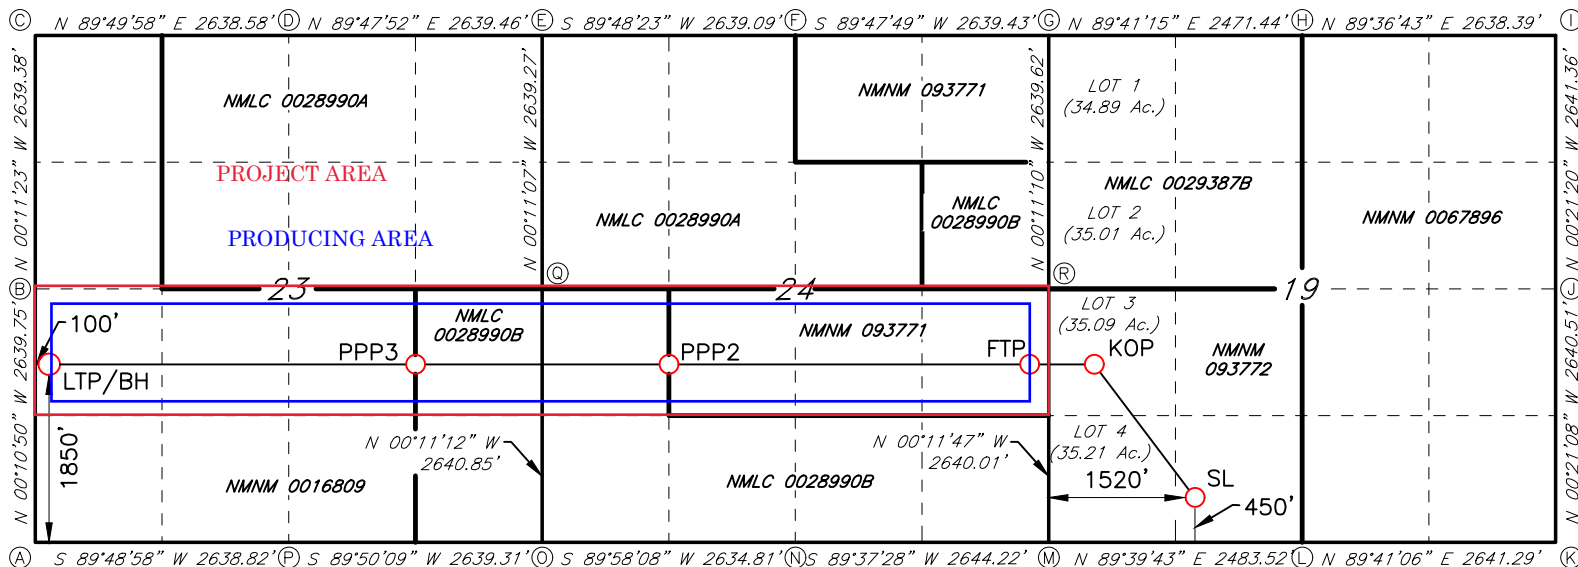 C N 89°49'58" E 2638.58' D N 89°47'52" E 2639.46' E S 89°48'23" W 2639.09' F S 89°47'49" W 2639.43' G N 89°41'15" E 2471.44' H N 89°36'43" E 2638.39' I
N 00°11'23" W 2639.38'
NMLC 0028990A
PROJECT AREA
PRODUCING AREA
N 00°11'07" W 2639.27'
NMLC 0028990A
NMNM 093771
NMLC
0028990B
N 00°11'10" W 2639.62'
LOT 1
(34.89 Ac.)
NMLC 0029387B
LOT 2
(35.01 Ac.)
NMNM 0067896
N 00°21'20" W 2641.36'
B
23
Q
24
R
19
J
N 00°10'50" W 2639.75'
100'
LTP/BH
PPP3
NMLC
0028990B
PPP2
NMNM 093771
FTP
LOT 3
(35.09 Ac.)
KOP
NMNM
093772
N 00°21'08" W 2640.51'
1850'
NMNM 0016809
N 00°11'12" W
2640.85'
NMLC 0028990B
N 00°11'47" W
2640.01'
LOT 4
(35.21 Ac.)
1520'
SL
450'
A S 89°48'58" W 2638.82' P S 89°50'09" W 2639.31' O S 89°58'08" W 2634.81' N S 89°37'28" W 2644.22' M N 89°39'43" E 2483.52' L N 89°41'06" E 2641.29' K